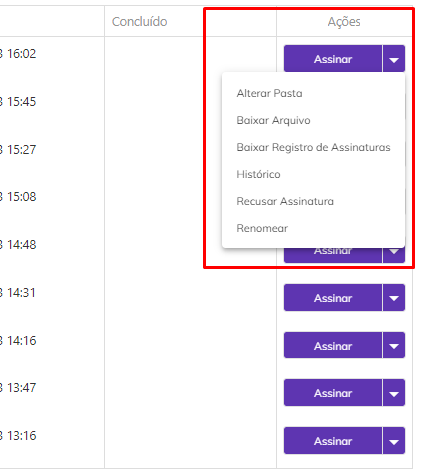 Concluído Ações
3 16:02 Assinar
Alterar Pasta
3 15:45
Baixar Arquivo
3 15:27 Baixar Registro de Assinaturas
Histórico
3 15:08 Recusar Assinatura
Renomear
3 14:48 Assinar
3 14:31 Assinar
3 14:16 Assinar
3 13:47 Assinar
3 13:16 Assinar